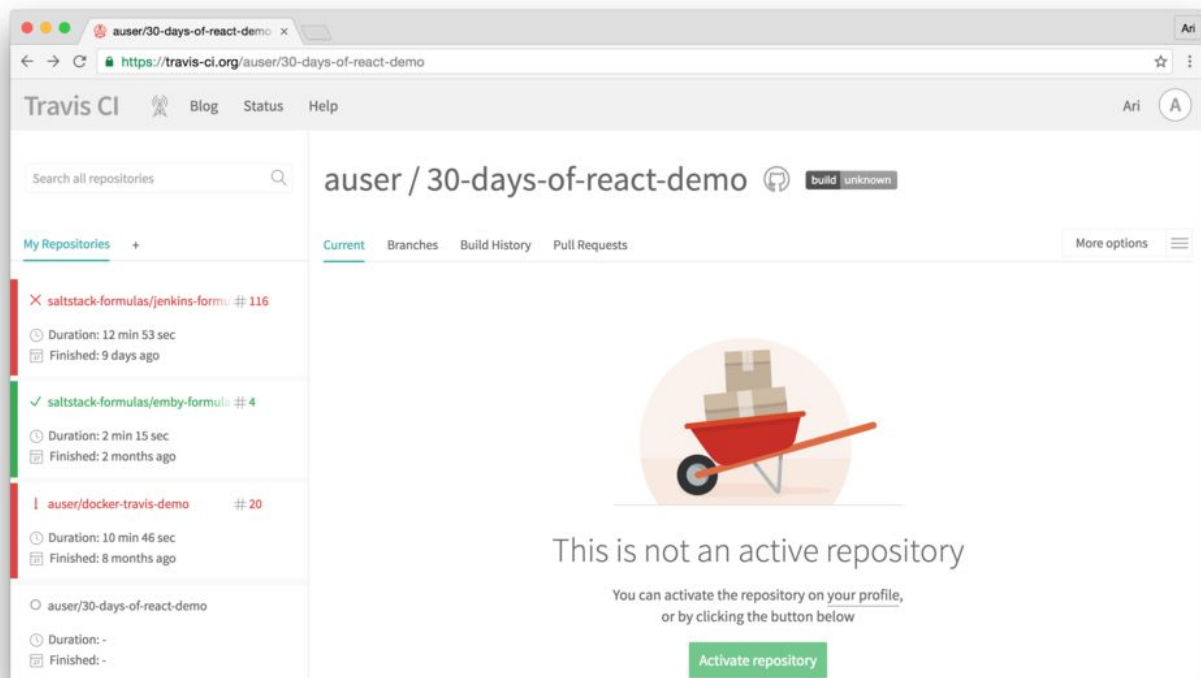 auser/30-days-of-react-demo
Ari
https://travis-ci.org/auser/30-days-of-react-demo
Travis CI Blog Status Help Ari A
Search all repositories
My Repositories +
saltstack-formulas/jenkins-formu # 116
Duration: 12 min 53 sec
Finished: 9 days ago
saltstack-formulas/emby-formula # 4
Duration: 2 min 15 sec
Finished: 2 months ago
! auser/docker-travis-demo # 20
Duration: 10 min 46 sec
Finished: 8 months ago
auser/30-days-of-react-demo
Duration: -
Finished: -
auser / 30-days-of-react-demo build unknown
Current Branches Build History Pull Requests More options
This is not an active repository
You can activate the repository on your profile,
or by clicking the button below
Activate repository